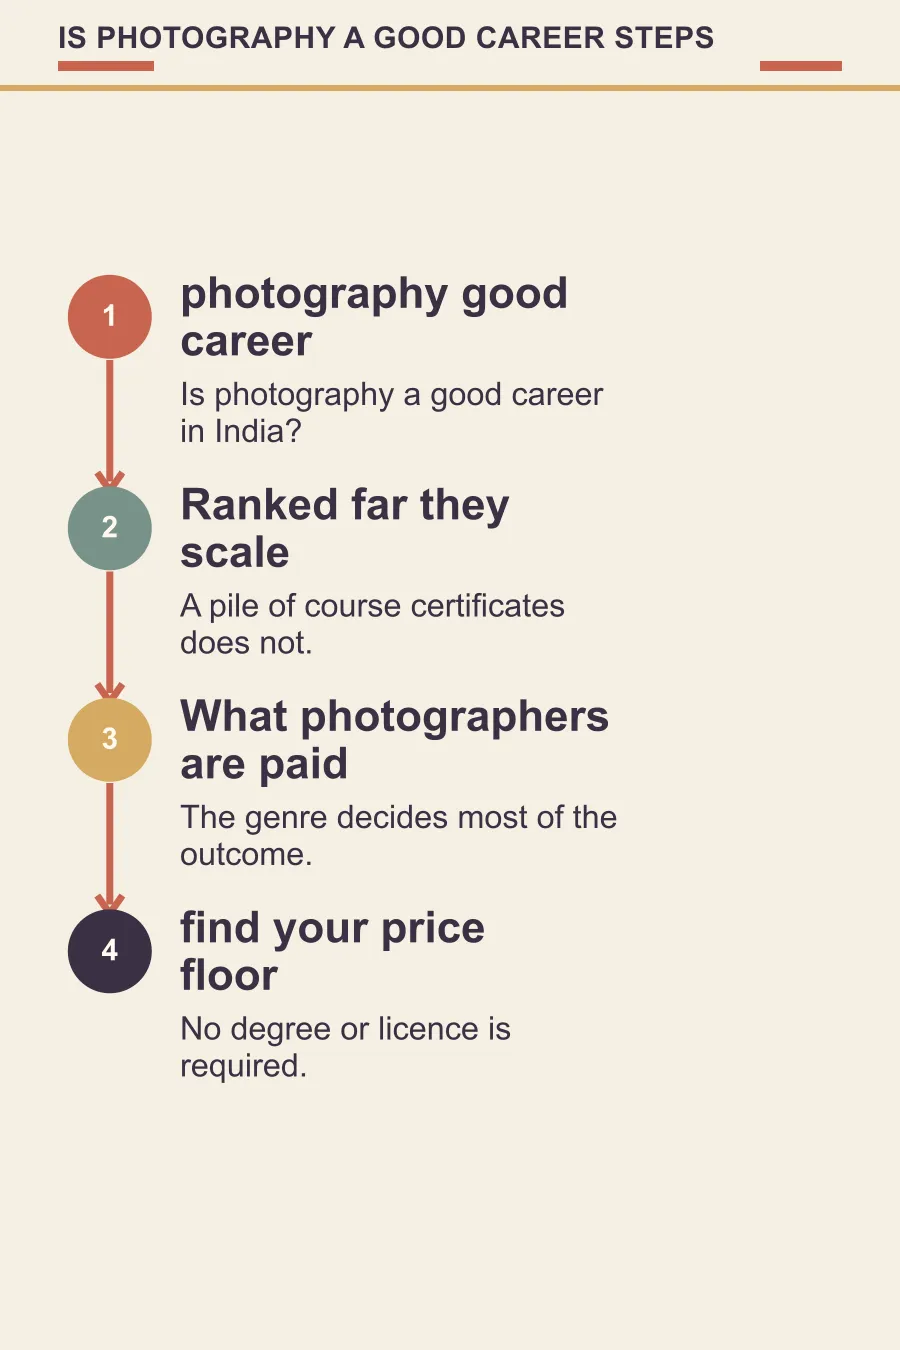 IS PHOTOGRAPHY A GOOD CAREER STEPS
1
photography good
career
Is photography a good career
in India?
2
Ranked far they
scale
A pile of course certificates
does not.
3
What photographers
are paid
The genre decides most of the
outcome.
4
find your price
floor
No degree or licence is
required.